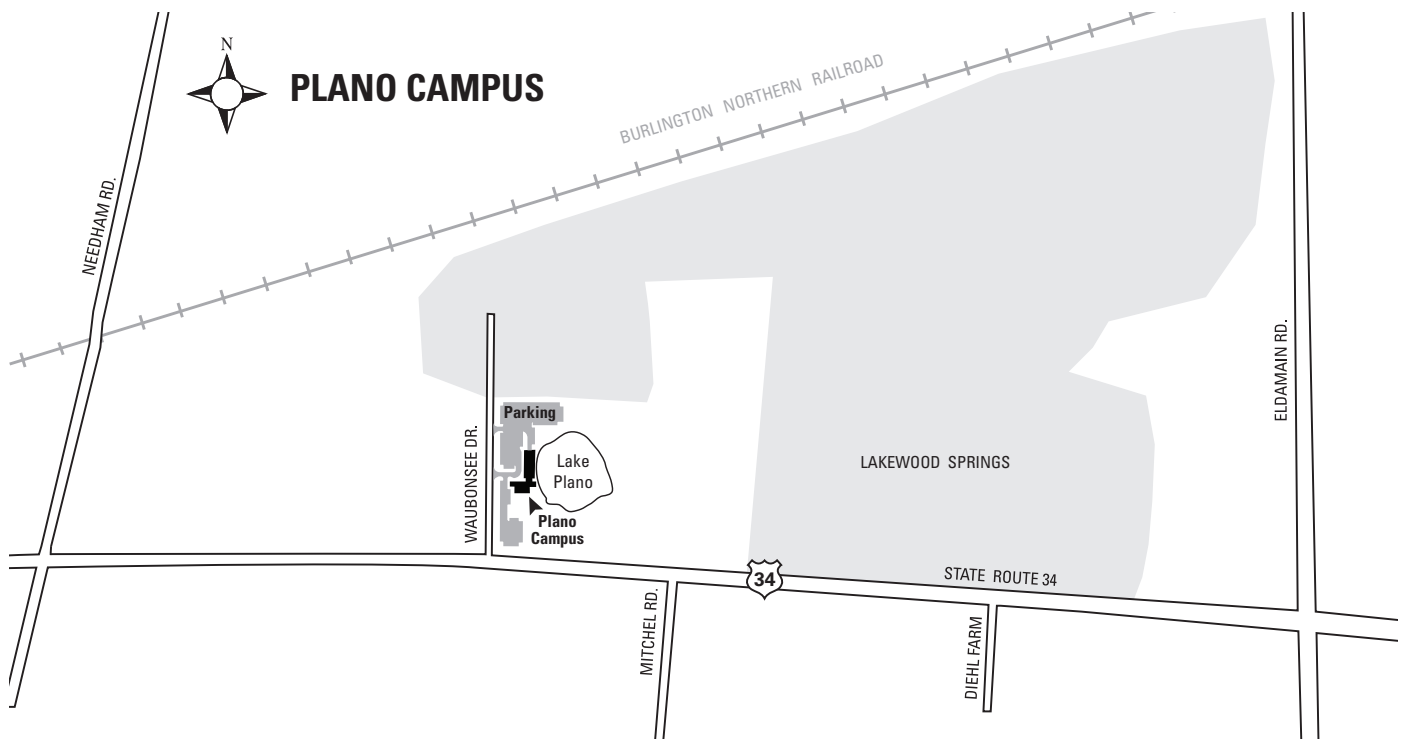 N
PLANO CAMPUS
BURLINGTON NORTHERN RAILROAD
NEEDHAM RD.
ELDAMAIN RD.
Parking
WAUBONSEE DR.
Lake
Plano
LAKEWOOD SPRINGS
Plano
Campus
34
STATE ROUTE 34
MITCHEL RD.
DIEHL FARM